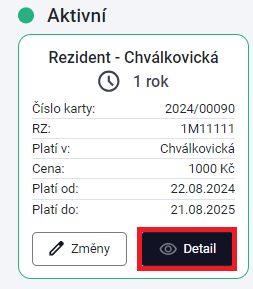 Aktivní
Rezident - Chválkovická
1 rok
Číslo karty: 2024/00090
RZ: 1M11111
Platí v: Chválkovická
Cena: 1000 Kč
Platí od: 22.08.2024
Platí do: 21.08.2025
Změny Detail